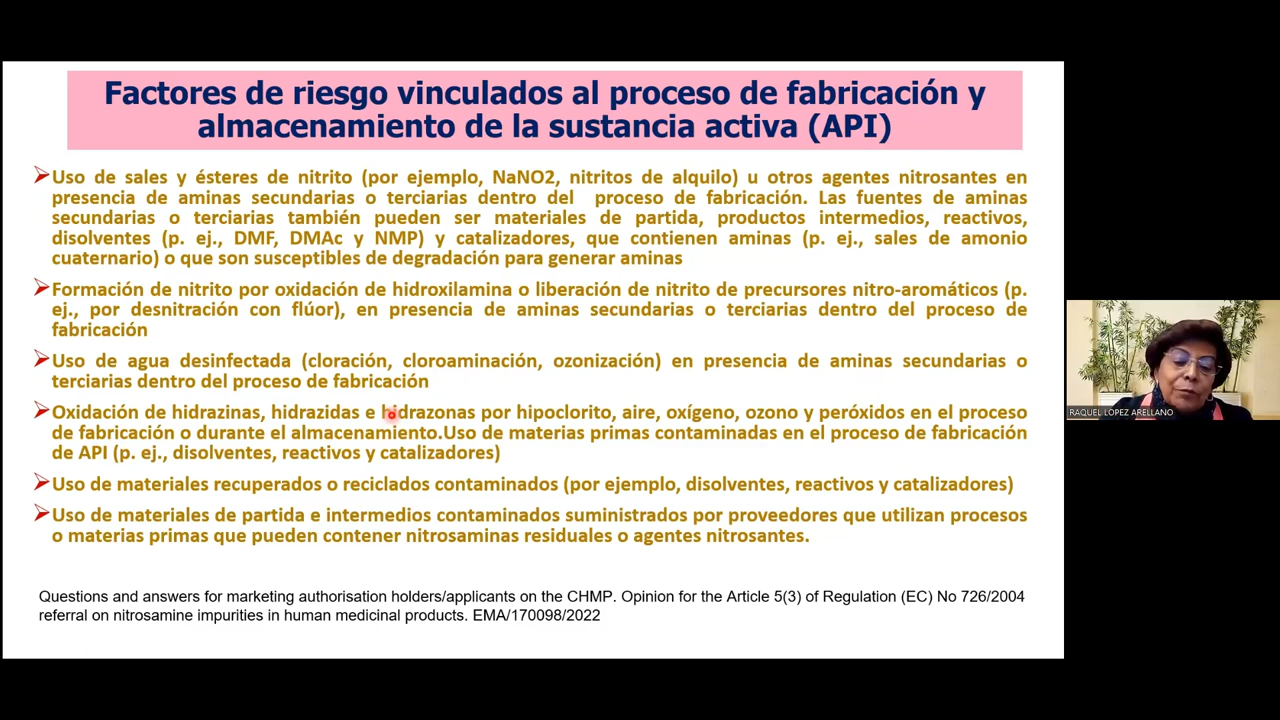 Factores de riesgo vinculados al proceso de fabricación y
almacenamiento de la sustancia activa (API)
Uso de sales y ésteres de nitrito (por ejemplo, NaNO2, nitritos de alquilo) u otros agentes nitrosantes en
presencia de aminas secundarias o terciarias dentro del proceso de fabricación. Las fuentes de aminas
secundarias o terciarias también pueden ser materiales de partida, productos intermedios, reactivos,
disolventes (p. ej., DMF, DMAc y NMP) y catalizadores, que contienen aminas (p. ej., sales de amonio
cuaternario) o que son susceptibles de degradación para generar aminas
Formación de nitrito por oxidación de hidroxilamina o liberación de nitrito de precursores nitro-aromáticos (p.
ej., por desnitración con flúor), en presencia de aminas secundarias o terciarias dentro del proceso de
fabricación
Uso de agua desinfectada (cloración, cloroaminación, ozonización) en presencia de aminas secundarias o
terciarias dentro del proceso de fabricación
Oxidación de hidrazinas, hidrazidas e hidrazonas por hipoclorito, aire, oxígeno, ozono y peróxidos en el proceso
de fabricación o durante el almacenamiento.Uso de materias primas contaminadas en el proceso de fabricación
de API (p. ej., disolventes, reactivos y catalizadores)
Uso de materiales recuperados o reciclados contaminados (por ejemplo, disolventes, reactivos y catalizadores)
Uso de materiales de partida e intermedios contaminados suministrados por proveedores que utilizan procesos
o materias primas que pueden contener nitrosaminas residuales o agentes nitrosantes.
Questions and answers for marketing authorisation holders/applicants on the CHMP. Opinion for the Article 5(3) of Regulation (EC) No 726/2004
referral on nitrosamine impurities in human medicinal products. EMA/170098/2022
RAQUEL LOPEZ ARELLANO